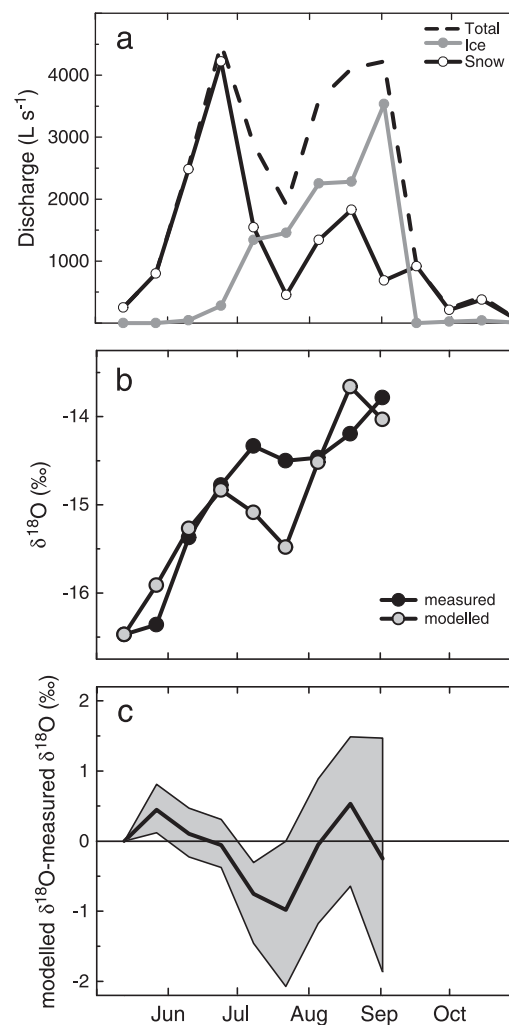 a
Total
Ice
Snow
Discharge (L s⁻¹)
4000
3000
2000
1000
b
δ¹⁸O (‰)
-14
-15
-16
measured
modelled
c
modelled δ¹⁸O-measured δ¹⁸O (‰)
2
1
0
-1
-2
Jun Jul Aug Sep Oct